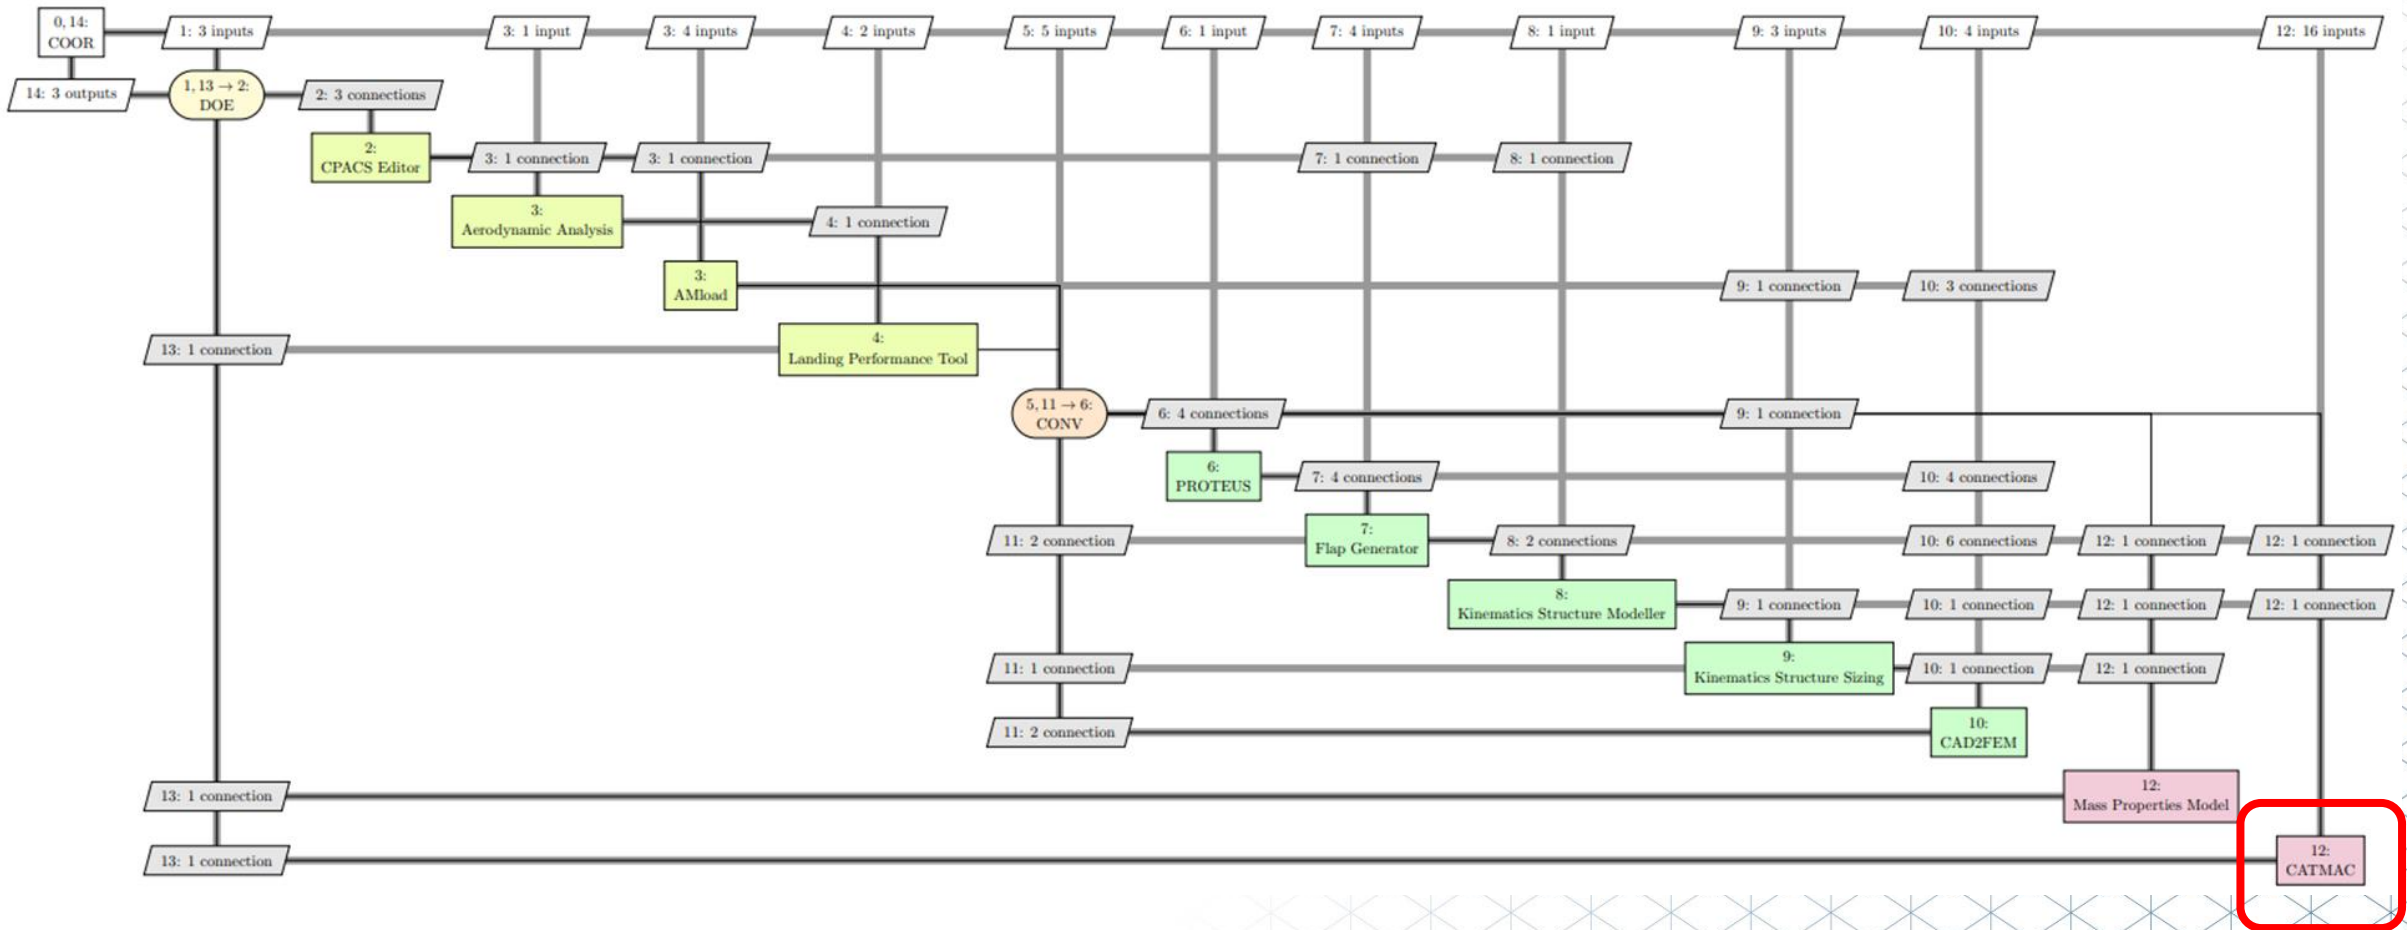 0, 14:
COOR
1: 3 inputs
3: 1 input
3: 4 inputs
4: 2 inputs
5: 5 inputs
6: 1 input
7: 4 inputs
8: 1 input
9: 3 inputs
10: 4 inputs
12: 16 inputs
14: 3 outputs
1, 13 → 2:
DOE
2: 3 connections
2:
CPACS Editor
3: 1 connection
3: 1 connection
7: 1 connection
8: 1 connection
3:
Aerodynamic Analysis
4: 1 connection
3:
AMload
9: 1 connection
10: 3 connections
13: 1 connection
4:
Landing Performance Tool
5, 11 → 6:
CONV
6: 4 connections
9: 1 connection
6:
PROTEUS
7: 4 connections
10: 4 connections
11: 2 connection
7:
Flap Generator
8: 2 connections
10: 6 connections
12: 1 connection
12: 1 connection
8:
Kinematics Structure Modeller
9: 1 connection
10: 1 connection
12: 1 connection
12: 1 connection
11: 1 connection
9:
Kinematics Structure Sizing
10: 1 connection
12: 1 connection
11: 2 connection
10:
CAD2FEM
13: 1 connection
12:
Mass Properties Model
13: 1 connection
12:
CATMAC